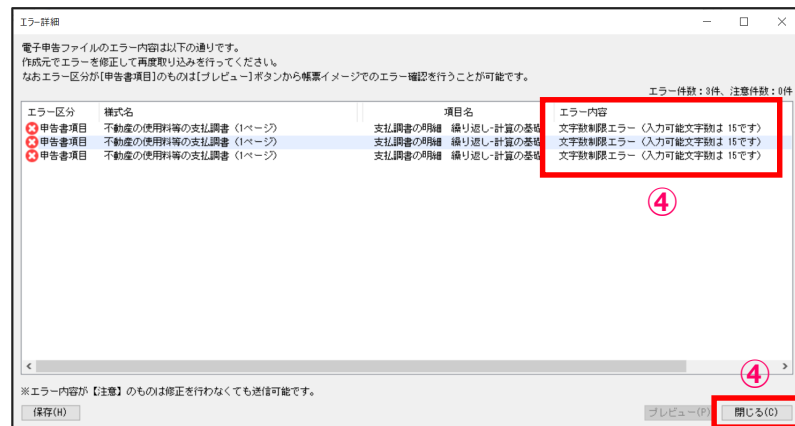 エラー詳細
電子申告ファイルのエラー内容は以下の通りです。
作成元でエラーを修正して再度取り込みを行ってください。
なおエラー区分が[申告書項目]のものは[プレビュー]ボタンから帳票イメージでのエラー確認を行うことが可能です。
エラー件数：3件、注意件数：0件
エラー区分 様式名 項目名 エラー内容
申告書項目 不動産の使用料等の支払調書（1ページ） 支払調書の明細 繰り返し-計算の基礎 文字数制限エラー（入力可能文字数は 15です）
申告書項目 不動産の使用料等の支払調書（1ページ） 支払調書の明細 繰り返し-計算の基礎 文字数制限エラー（入力可能文字数は 15です）
申告書項目 不動産の使用料等の支払調書（1ページ） 支払調書の明細 繰り返し-計算の基礎 文字数制限エラー（入力可能文字数は 15です）
④
④
※エラー内容が【注意】のものは修正を行わなくても送信可能です。
保存(H) プレビュー(P) 閉じる(C)